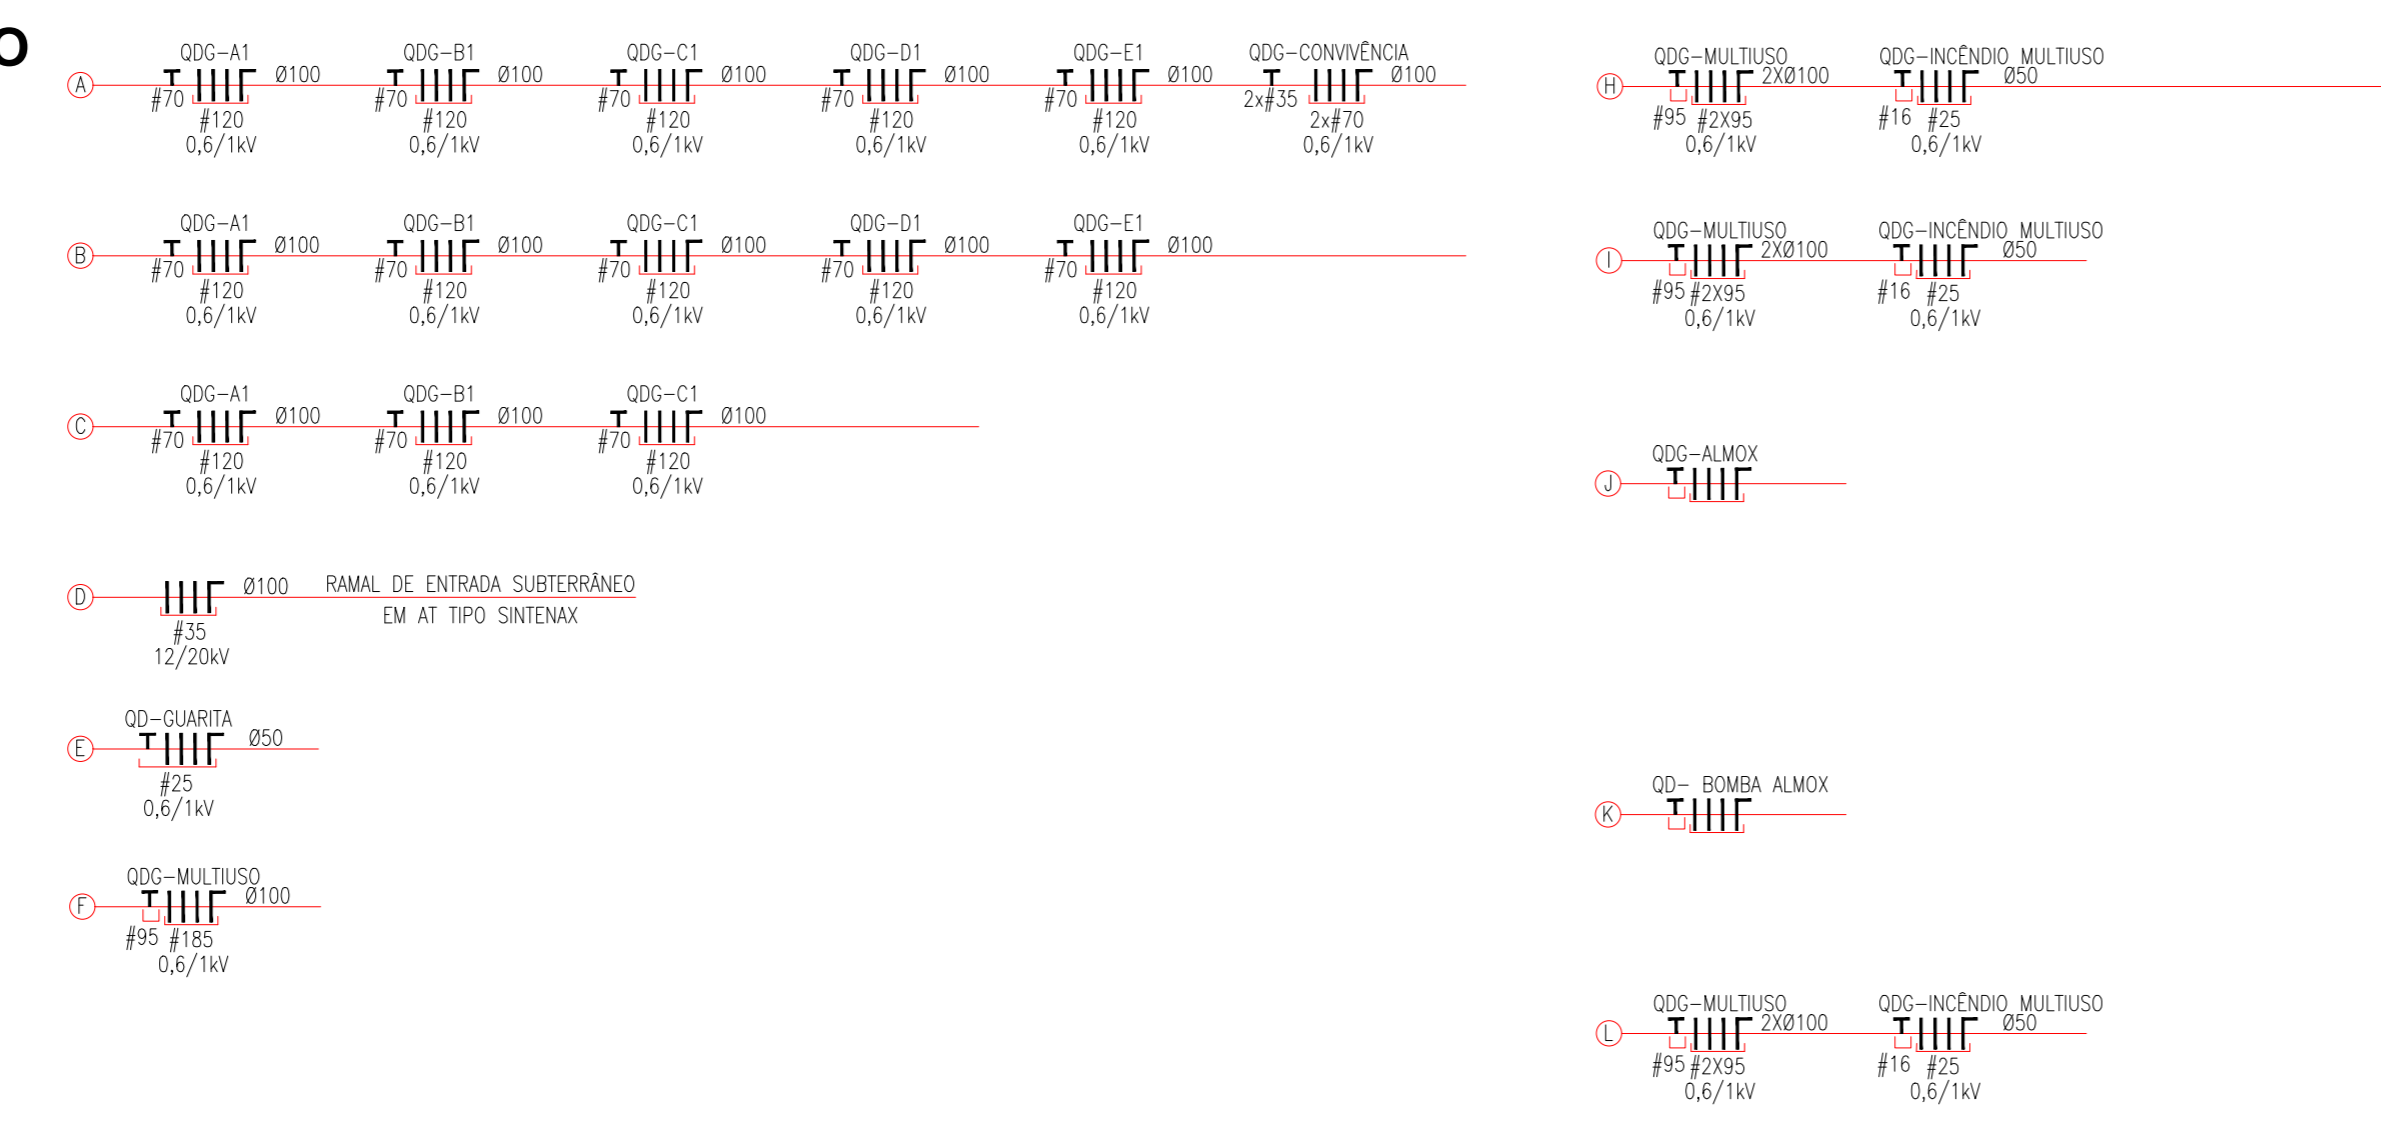 O
QDG-A1 QDG-B1 QDG-C1 QDG-D1 QDG-E1 QDG-CONVIVÊNCIA
A Ø100 Ø100 Ø100 Ø100 Ø100 Ø100
#70 #70 #70 #70 #70 2x#35
#120 #120 #120 #120 #120 2x#70
0,6/1kV 0,6/1kV 0,6/1kV 0,6/1kV 0,6/1kV 0,6/1kV
QDG-A1 QDG-B1 QDG-C1 QDG-D1 QDG-E1
B Ø100 Ø100 Ø100 Ø100 Ø100
#70 #70 #70 #70 #70
#120 #120 #120 #120 #120
0,6/1kV 0,6/1kV 0,6/1kV 0,6/1kV 0,6/1kV
QDG-A1 QDG-B1 QDG-C1
C Ø100 Ø100 Ø100
#70 #70 #70
#120 #120 #120
0,6/1kV 0,6/1kV 0,6/1kV
D Ø100 RAMAL DE ENTRADA SUBTERRÂNEO
EM AT TIPO SINTENAX
#35
12/20kV
QD-GUARITA
E Ø50
#25
0,6/1kV
QDG-MULTIUSO
F Ø100
#95 #185
0,6/1kV
QDG-MULTIUSO QDG-INCÊNDIO MULTIUSO
H 2XØ100 Ø50
#95 #2X95 #16 #25
0,6/1kV 0,6/1kV
QDG-MULTIUSO QDG-INCÊNDIO MULTIUSO
I 2XØ100 Ø50
#95 #2X95 #16 #25
0,6/1kV 0,6/1kV
QDG-ALMOX
J
QD- BOMBA ALMOX
K
QDG-MULTIUSO QDG-INCÊNDIO MULTIUSO
L 2XØ100 Ø50
#95 #2X95 #16 #25
0,6/1kV 0,6/1kV